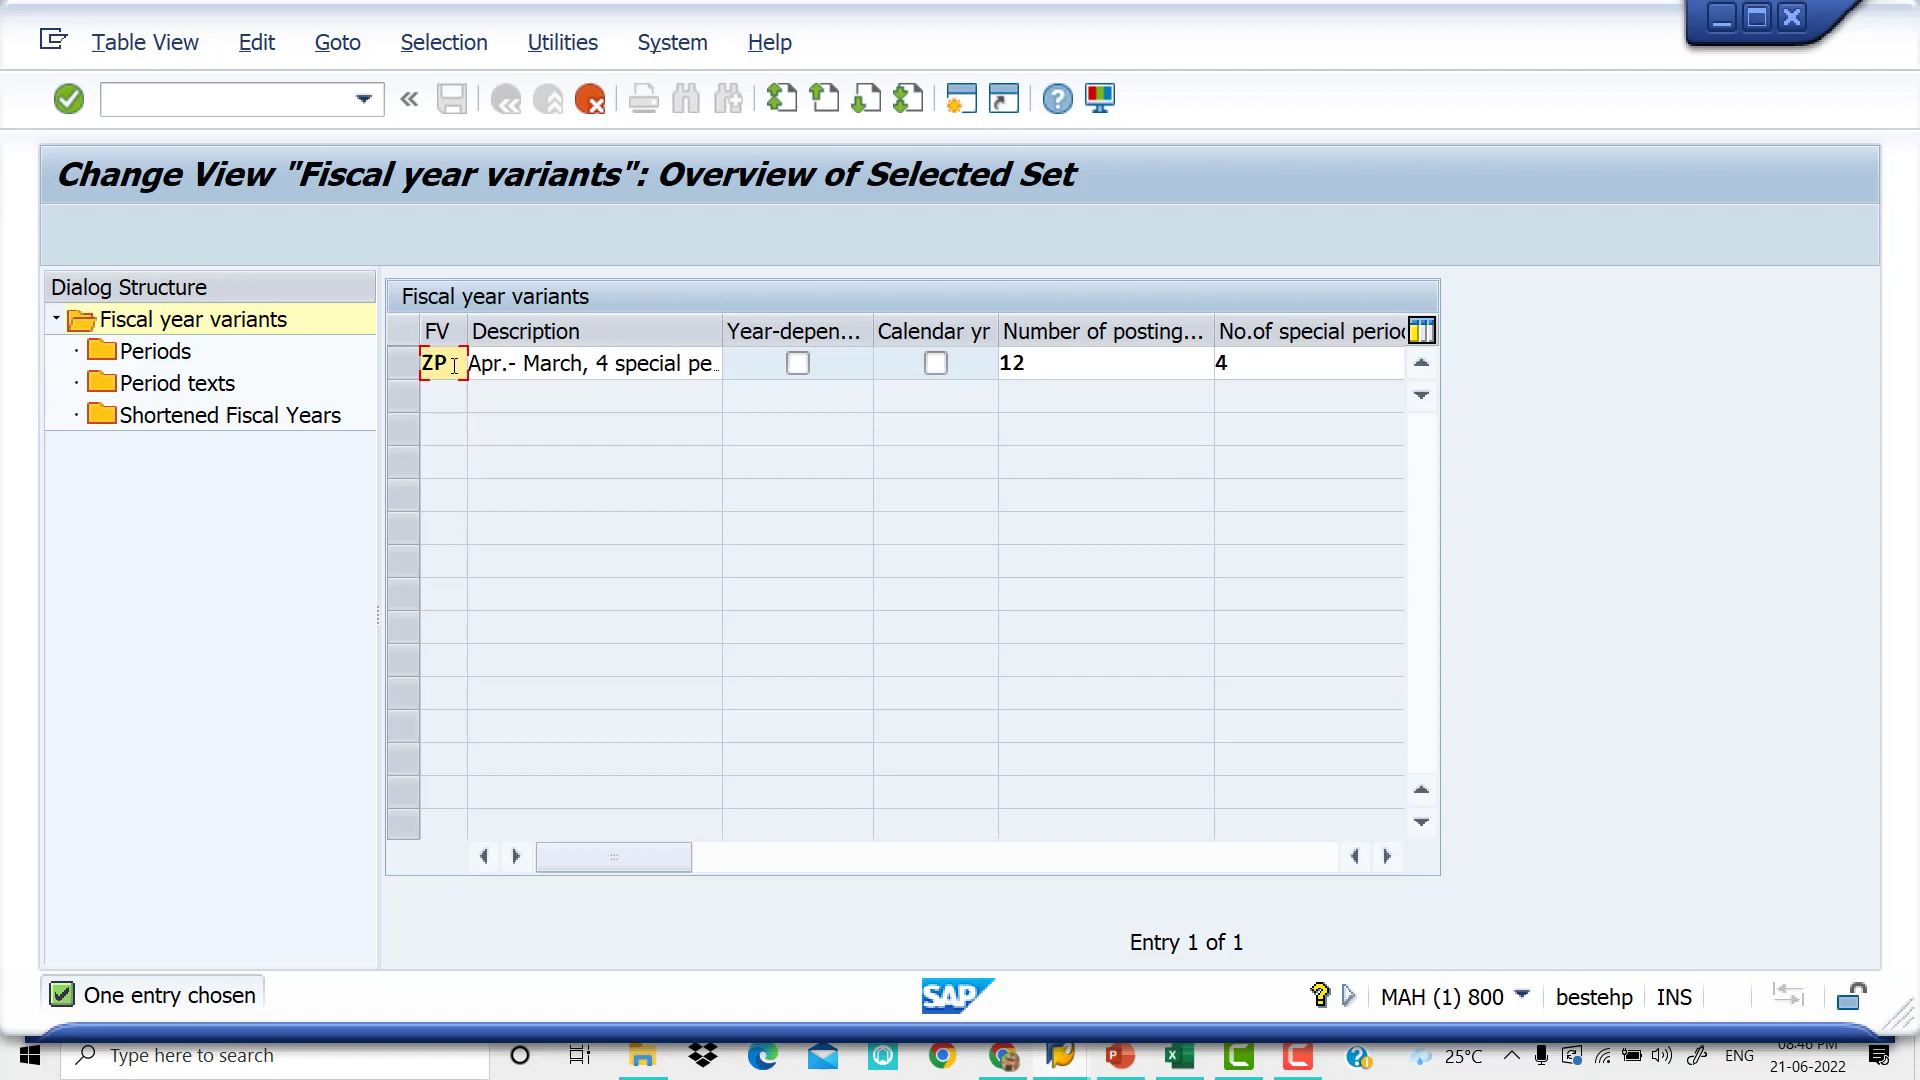 Table View Edit Goto Selection Utilities System Help
Change View "Fiscal year variants": Overview of Selected Set
Dialog Structure
Fiscal year variants
Periods
Period texts
Shortened Fiscal Years
Fiscal year variants
FV Description Year-depen... Calendar yr Number of posting... No.of special perio
ZP Apr.- March, 4 special pe.. 12 4
Entry 1 of 1
One entry chosen
SAP
MAH (1) 800 bestehp INS
Type here to search
25°C ENG
08:46 PM
21-06-2022